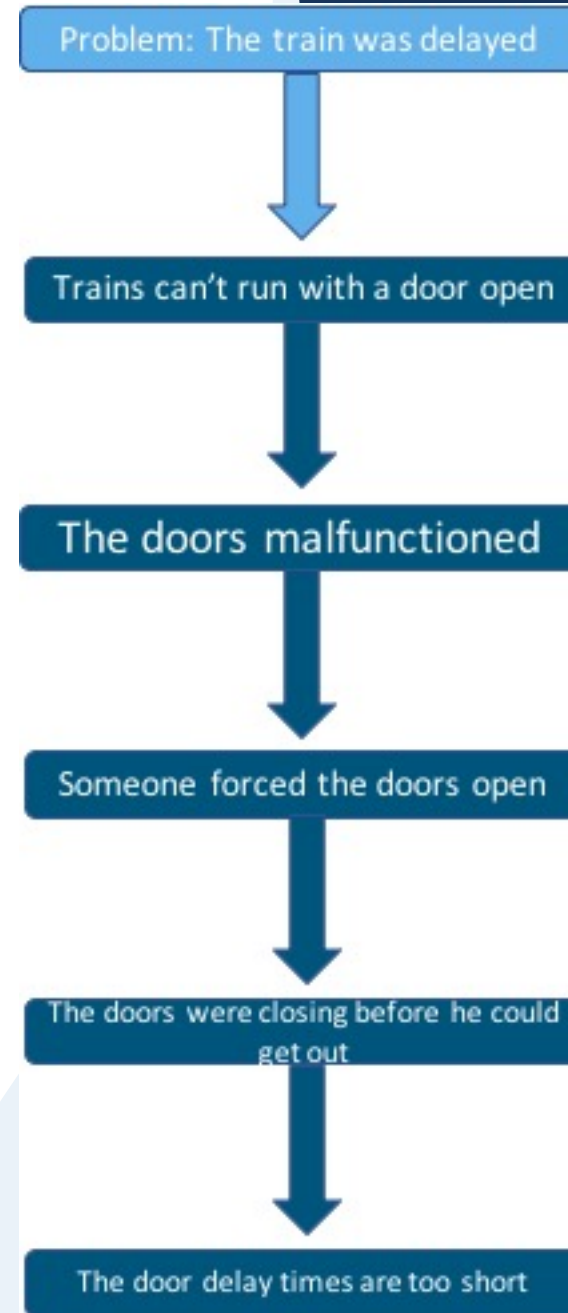 Problem: The train was delayed
Trains can't run with a door open
The doors malfunctioned
Someone forced the doors open
The doors were closing before he could
get out
The door delay times are too short